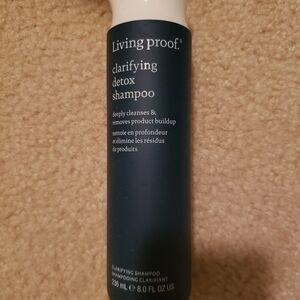 Living proof.®
clarifying
detox
shampoo
deeply cleanses &
removes product buildup
nettoie en profondeur
et élimine les résidus
de produits
CLARIFYING SHAMPOO
SHAMPOOING CLARIFIANT
236 mL ℮ 8.0 FL OZ US